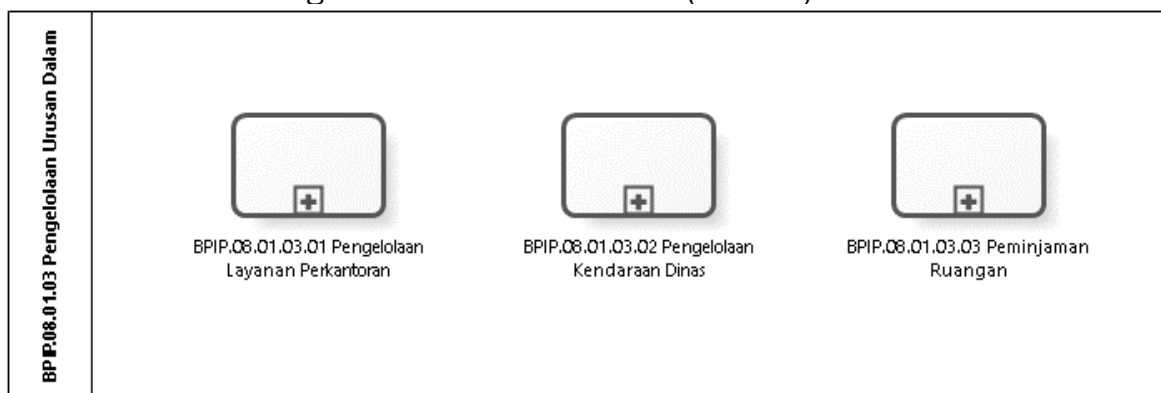 BPIP.08.01.03 Pengelolaan Urusan Dalam
BPIP.08.01.03.01 Pengelolaan
Layanan Perkantoran
BPIP.08.01.03.02 Pengelolaan
Kendaraan Dinas
BPIP.08.01.03.03 Peminjaman
Ruangan